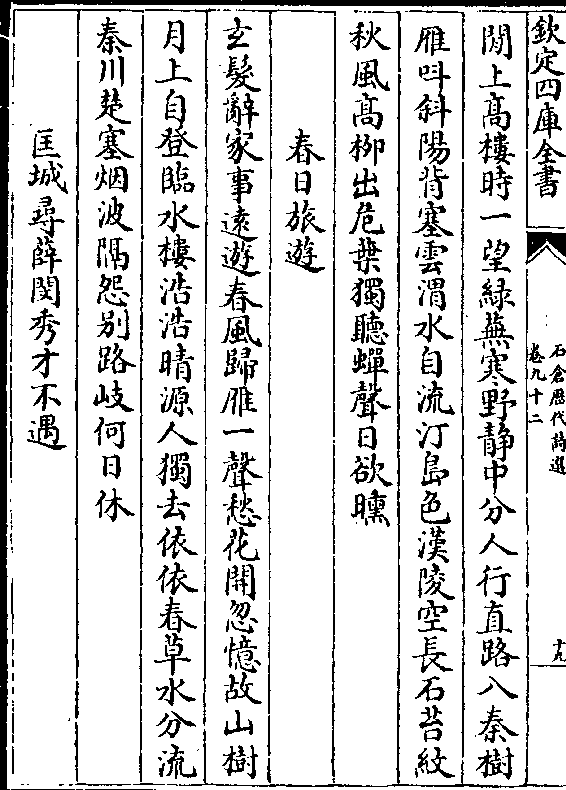 欽定四庫全書
石倉歴代詩選
卷九十二
十九
閒上髙樓時一望緑蕪寒野静中分人行直路入秦樹
雁呌斜陽背塞雲渭水自流汀島色漢陵空長石苔紋
秋風髙柳出危葉獨聽蟬聲日欲曛
春日旅遊
玄髮辭家事逺遊春風歸雁一聲愁花開忽憶故山樹
月上自登臨水樓浩浩晴源人獨去依依春草水分流
秦川楚塞烟波隔怨别路岐何日休
匡城尋薛閔秀才不遇